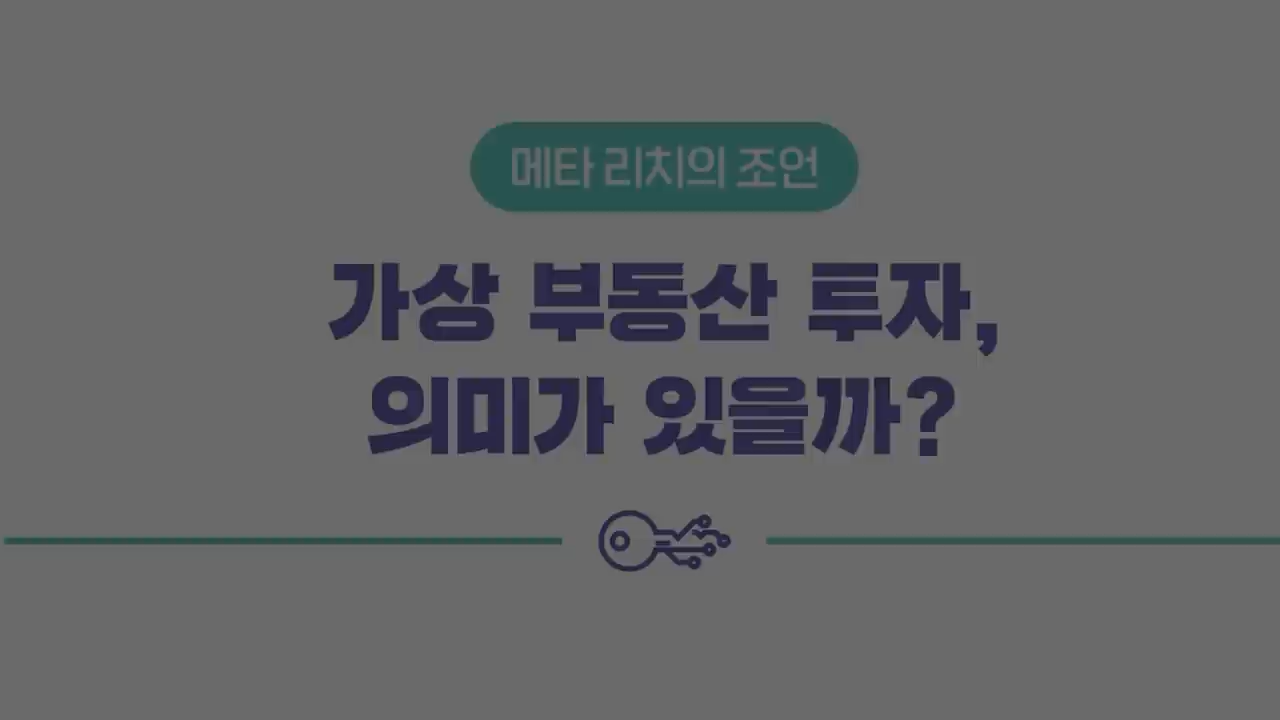 메타 리치의 조언
가상 부동산 투자,
의미가 있을까?